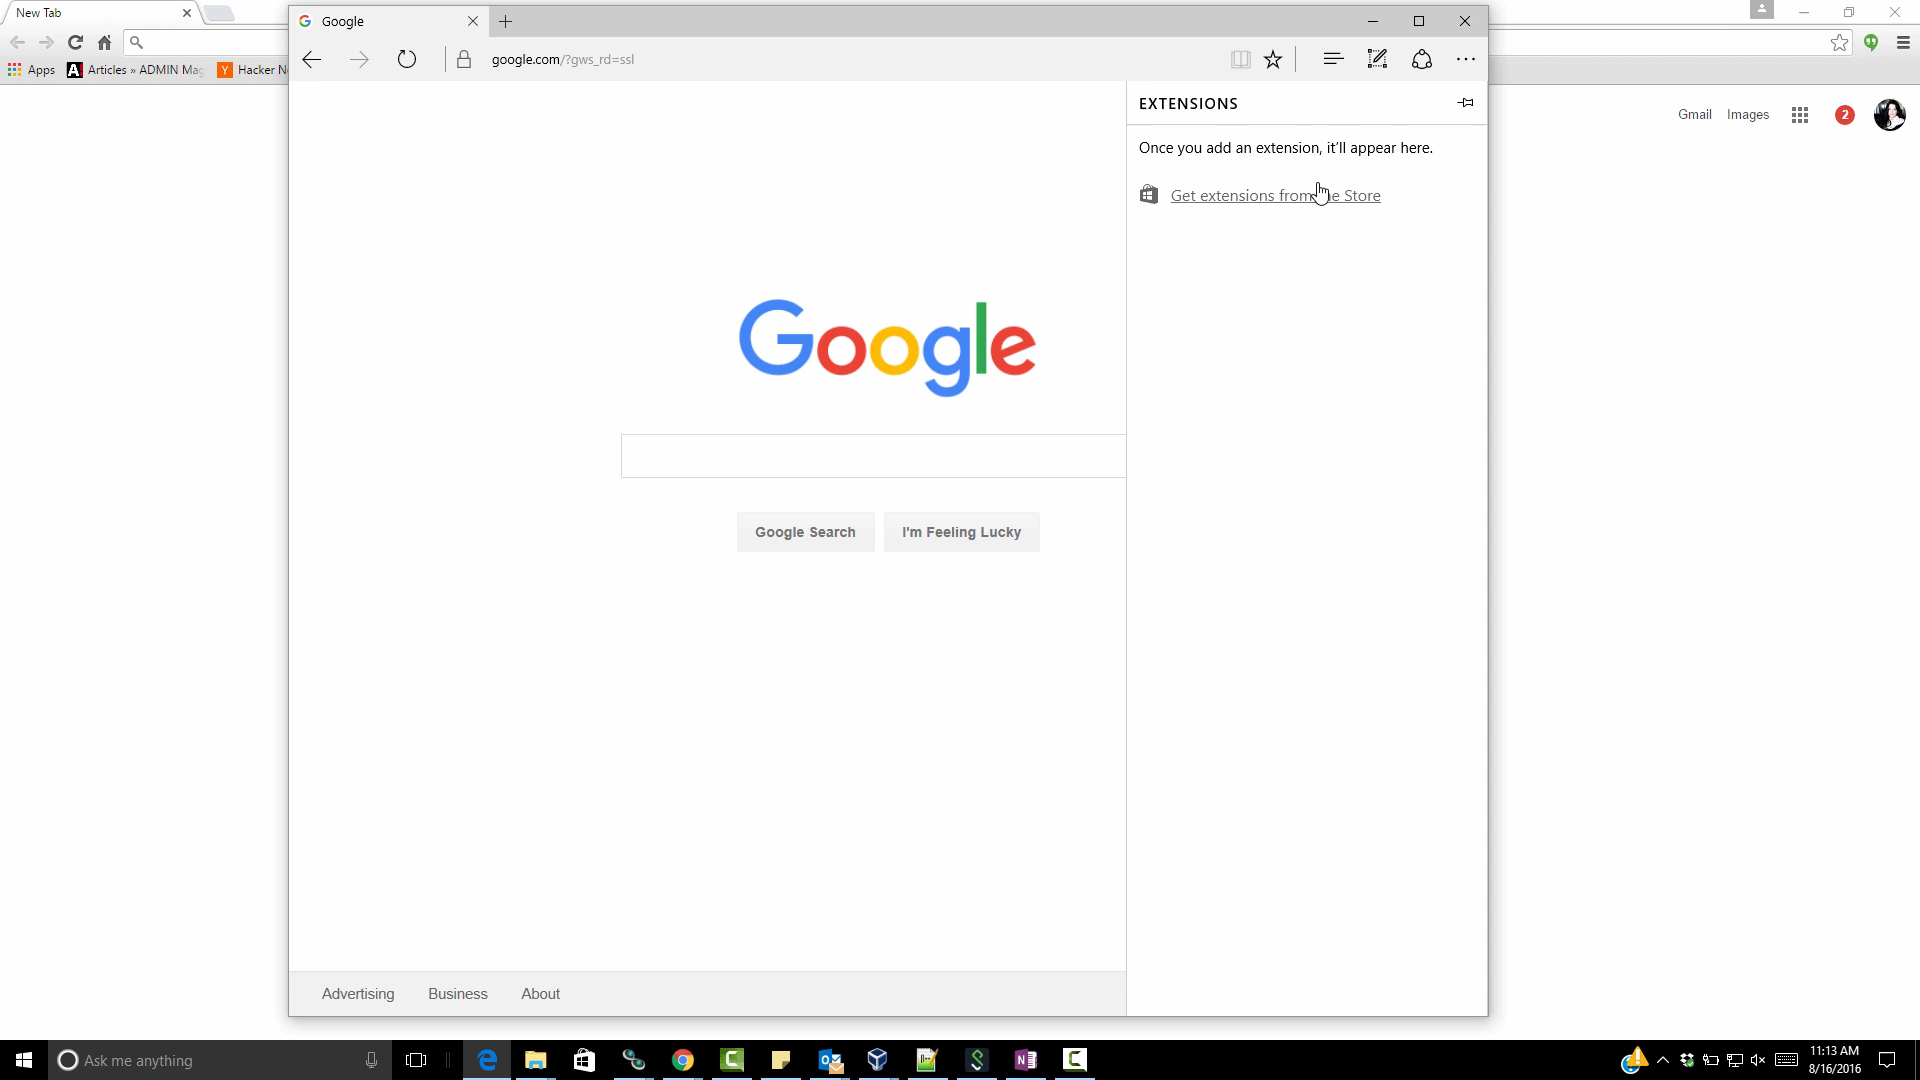 New Tab
Google
google.com/?gws_rd=ssl
Apps
Articles » ADMIN Mag
Hacker N
Gmail
Images
2
EXTENSIONS
Once you add an extension, it'll appear here.
Get extensions from the Store
Google
Google Search
I'm Feeling Lucky
Advertising
Business
About
Ask me anything
11:13 AM
8/16/2016